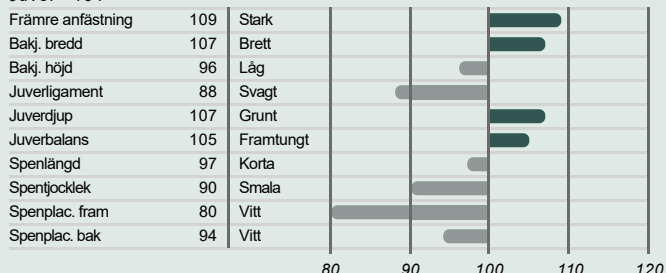 Främre anfästning 109 Stark
Bakj. bredd 107 Brett
Bakj. höjd 96 Låg
Juverligament 88 Svagt
Juverdjup 107 Grunt
Juverbalans 105 Framtungt
Spenlängd 97 Korta
Spentjocklek 90 Smala
Spenplac. fram 80 Vitt
Spenplac. bak 94 Vitt
80 90 100 110 120